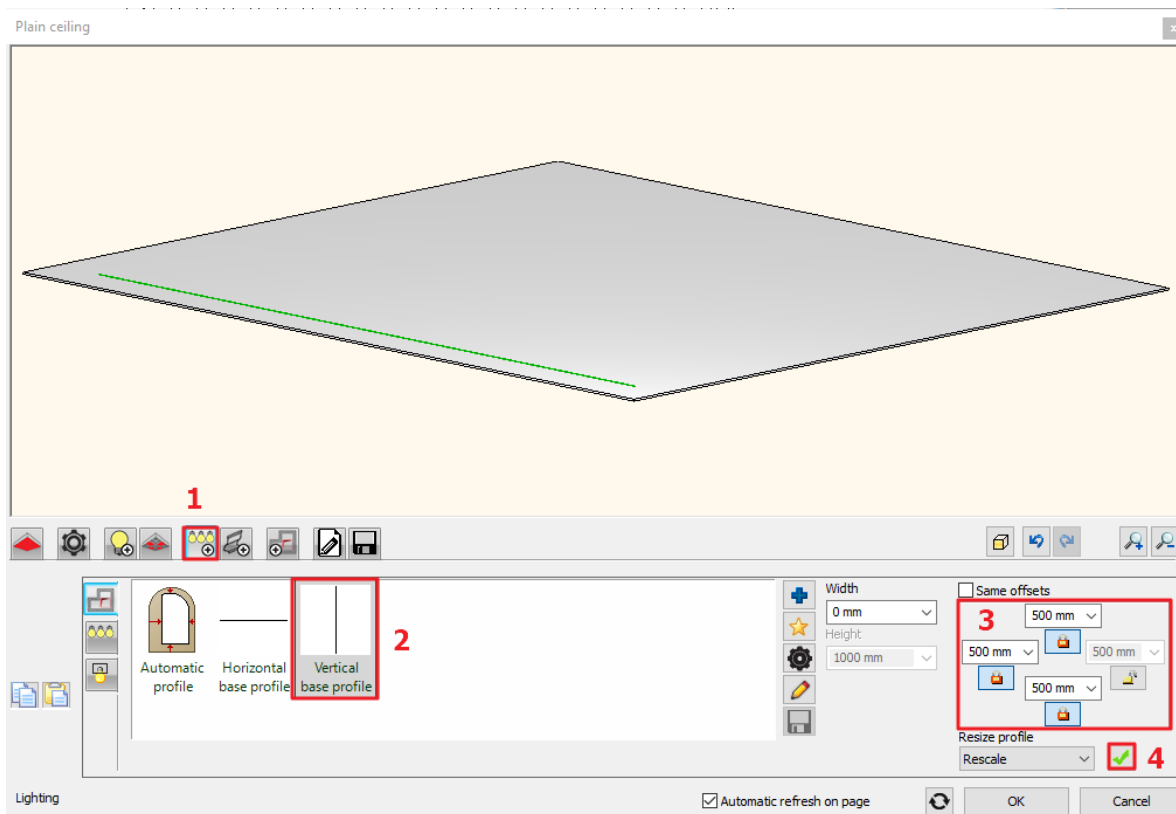 Plain ceiling
x
1
Width
0 mm
Height
1000 mm
Same offsets
3
500 mm
500 mm
500 mm
500 mm
2
Automatic
profile
Horizontal
base profile
Vertical
base profile
Resize profile
Rescale
4
Lighting
Automatic refresh on page
OK
Cancel